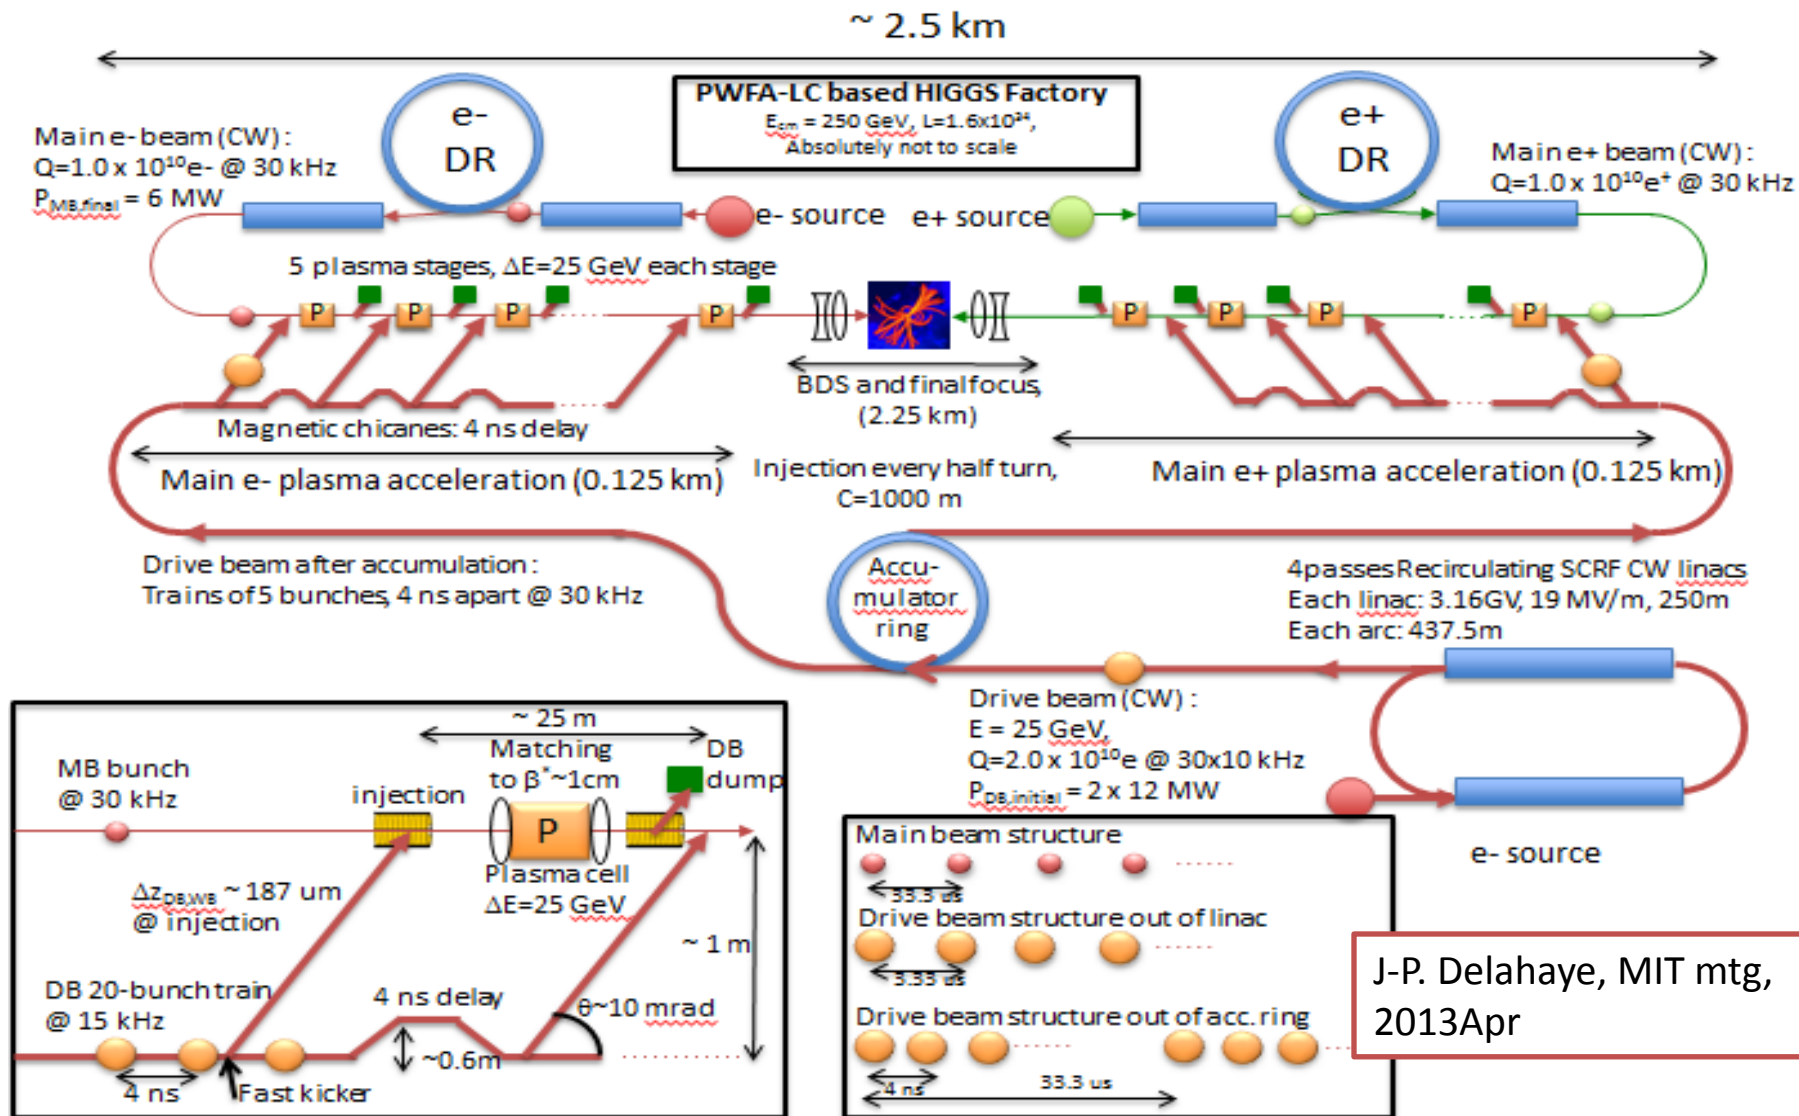 ~ 2.5 km
PWFA-LC based HIGGS Factory
Ecm = 250 GeV, L=1.6x10³⁴,
Absolutely not to scale
e-
DR
e+
DR
Main e- beam (CW) :
Q=1.0 x 10¹⁰e- @ 30 kHz
PMB,final = 6 MW
Main e+ beam (CW) :
Q=1.0 x 10¹⁰e⁺ @ 30 kHz
e- source
e+ source
5 plasma stages, ΔE=25 GeV each stage
P
P
P
P
P
P
P
P
BDS and final focus,
(2.25 km)
Magnetic chicanes: 4 ns delay
Main e- plasma acceleration (0.125 km)
Injection every half turn,
C=1000 m
Main e+ plasma acceleration (0.125 km)
Drive beam after accumulation :
Trains of 5 bunches, 4 ns apart @ 30 kHz
Accu-
mulator
ring
4passes Recirculating SCRF CW linacs
Each linac: 3.16GV, 19 MV/m, 250m
Each arc: 437.5m
Drive beam (CW) :
E = 25 GeV,
Q=2.0 x 10¹⁰e @ 30x10 kHz
PDB,initial = 2 x 12 MW
e- source
~ 25 m
MB bunch
@ 30 kHz
injection
Matching
to β*~1cm
DB
dump
P
Plasma cell
ΔE=25 GeV
ΔzDB,WB ~ 187 um
@ injection
~ 1 m
DB 20-bunch train
@ 15 kHz
4 ns delay
θ~10 mrad
~0.6m
4 ns
Fast kicker
Main beam structure
33.3 us
Drive beam structure out of linac
3.33 us
Drive beam structure out of acc. ring
4 ns
33.3 us
J-P. Delahaye, MIT mtg,
2013Apr